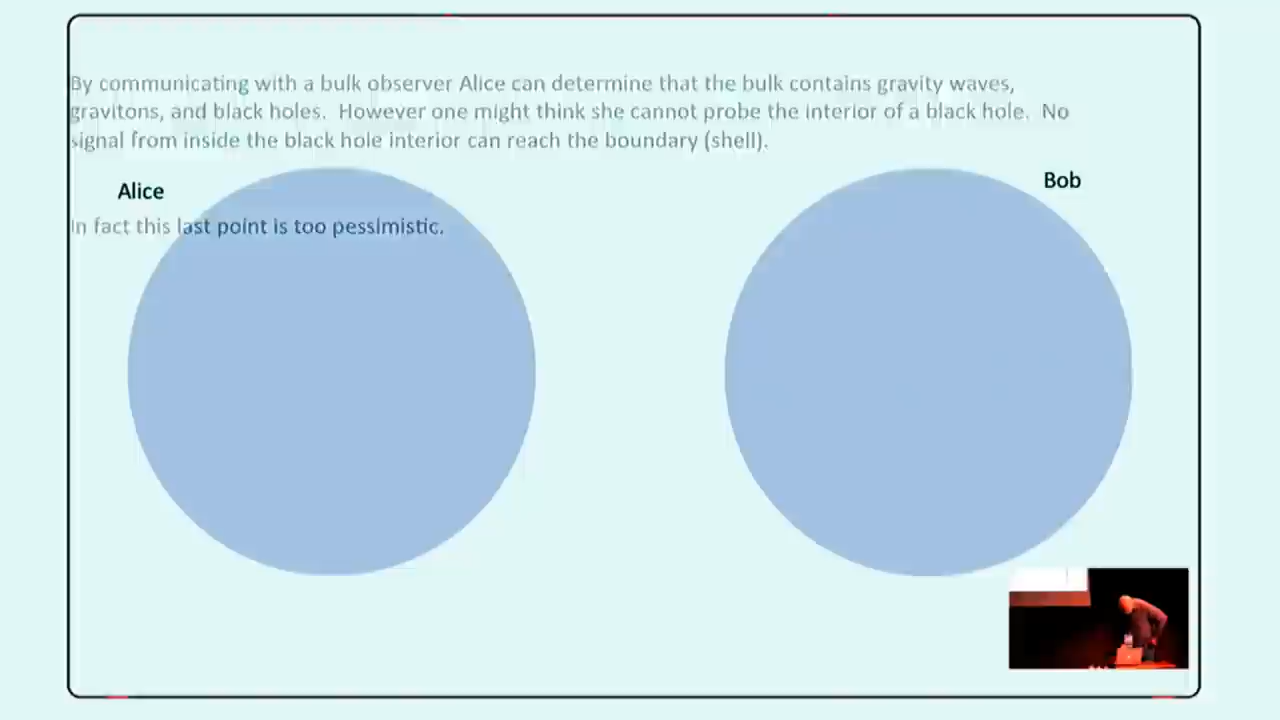 By communicating with a bulk observer Alice can determine that the bulk contains gravity waves,
gravitons, and black holes.  However one might think she cannot probe the interior of a black hole.  No
signal from inside the black hole interior can reach the boundary (shell).
Alice
Bob
In fact this last point is too pessimistic.